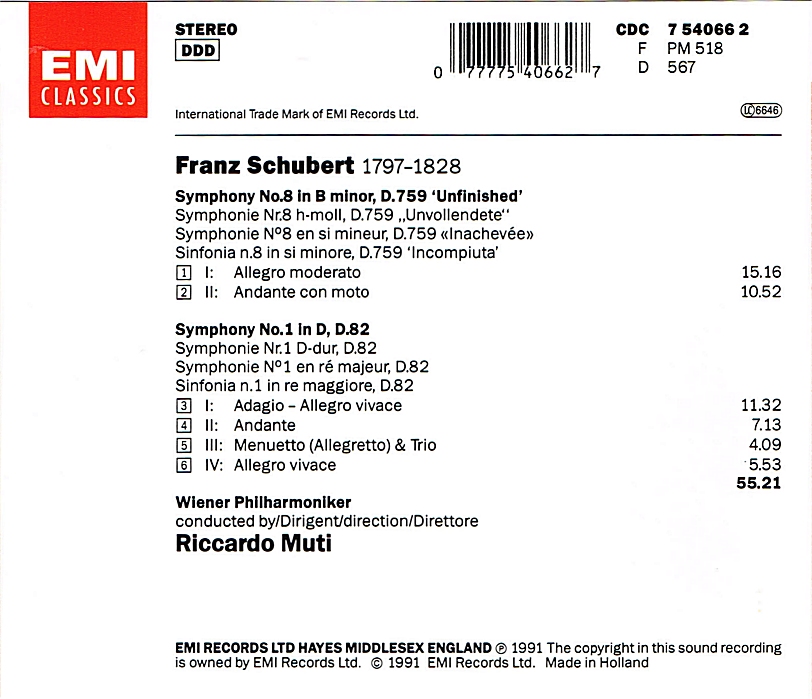 EMI
CLASSICS
STEREO
DDD
0 77775 40662 7
CDC 7 54066 2
F PM 518
D 567
International Trade Mark of EMI Records Ltd.
LC 6646
Franz Schubert 1797–1828
Symphony No.8 in B minor, D.759 ‘Unfinished’
Symphonie Nr.8 h-moll, D.759 „Unvollendete“
Symphonie Nº8 en si mineur, D.759 «Inachevée»
Sinfonia n.8 in si minore, D.759 ‘Incompiuta’
1 I: Allegro moderato 15.16
2 II: Andante con moto 10.52
Symphony No.1 in D, D.82
Symphonie Nr.1 D-dur, D.82
Symphonie Nº1 en ré majeur, D.82
Sinfonia n.1 in re maggiore, D.82
3 I: Adagio – Allegro vivace 11.32
4 II: Andante 7.13
5 III: Menuetto (Allegretto) & Trio 4.09
6 IV: Allegro vivace 5.53
55.21
Wiener Philharmoniker
conducted by/Dirigent/direction/Direttore
Riccardo Muti
EMI RECORDS LTD HAYES MIDDLESEX ENGLAND ℗ 1991 The copyright in this sound recording
is owned by EMI Records Ltd. © 1991 EMI Records Ltd. Made in Holland